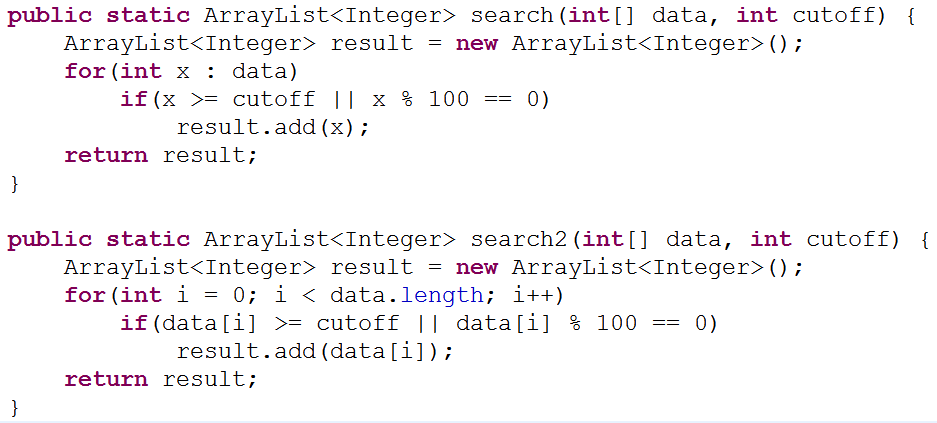 public static ArrayList<Integer> search(int[] data, int cutoff) {
    ArrayList<Integer> result = new ArrayList<Integer>();
    for(int x : data)
        if(x >= cutoff || x % 100 == 0)
            result.add(x);
    return result;
}

public static ArrayList<Integer> search2(int[] data, int cutoff) {
    ArrayList<Integer> result = new ArrayList<Integer>();
    for(int i = 0; i < data.length; i++)
        if(data[i] >= cutoff || data[i] % 100 == 0)
            result.add(data[i]);
    return result;
}